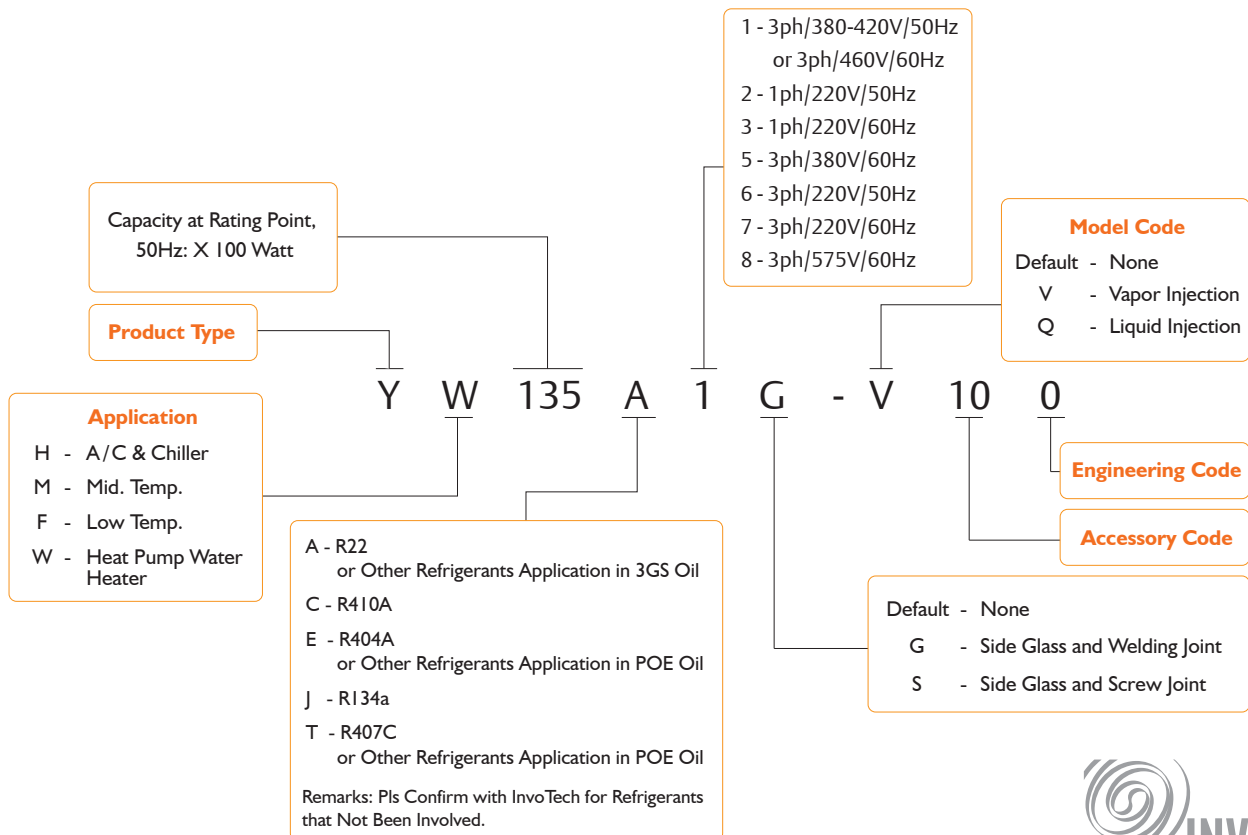 1 - 3ph/380-420V/50Hz
or 3ph/460V/60Hz
2 - 1ph/220V/50Hz
3 - 1ph/220V/60Hz
5 - 3ph/380V/60Hz
6 - 3ph/220V/50Hz
7 - 3ph/220V/60Hz
8 - 3ph/575V/60Hz
Capacity at Rating Point,
50Hz: X 100 Watt
Product Type
Model Code
Default - None
V - Vapor Injection
Q - Liquid Injection
Y W 135 A 1 G - V 10 0
Application
H - A/C & Chiller
M - Mid. Temp.
F - Low Temp.
W - Heat Pump Water
Heater
Engineering Code
Accessory Code
A - R22
or Other Refrigerants Application in 3GS Oil
C - R410A
E - R404A
or Other Refrigerants Application in POE Oil
J - R134a
T - R407C
or Other Refrigerants Application in POE Oil
Remarks: Pls Confirm with InvoTech for Refrigerants
that Not Been Involved.
Default - None
G - Side Glass and Welding Joint
S - Side Glass and Screw Joint